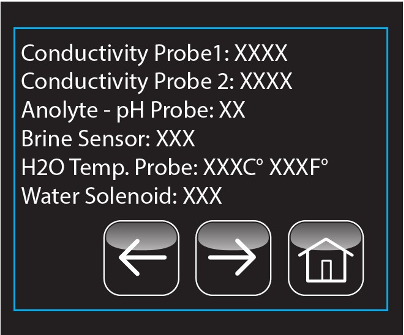 Conductivity Probe1: XXXX
Conductivity Probe 2: XXXX
Anolyte - pH Probe: XX
Brine Sensor: XXX
H2O Temp. Probe: XXXC° XXXF°
Water Solenoid: XXX